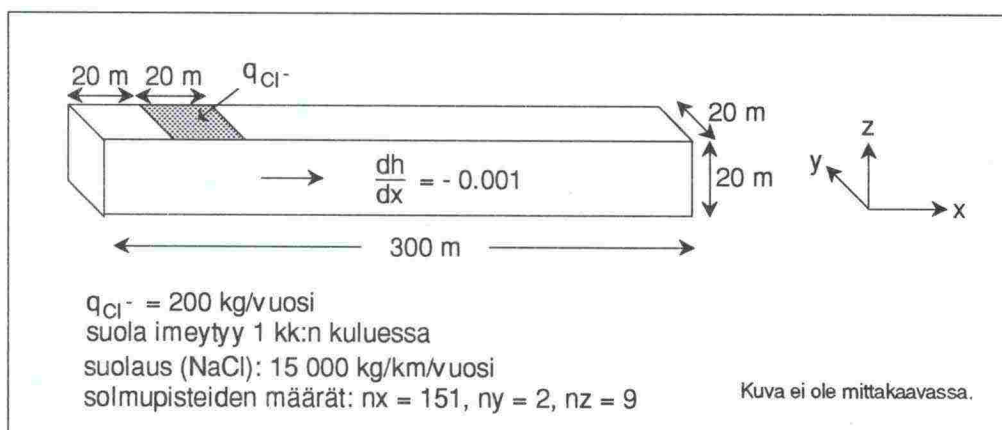 20 m 20 m qCl-
20 m
z
y
x
dh
dx
= - 0.001
20 m
300 m
qCl- = 200 kg/vuosi
suola imeytyy 1 kk:n kuluessa
suolaus (NaCl): 15 000 kg/km/vuosi
solmupisteiden määrät: nx = 151, ny = 2, nz = 9
Kuva ei ole mittakaavassa.